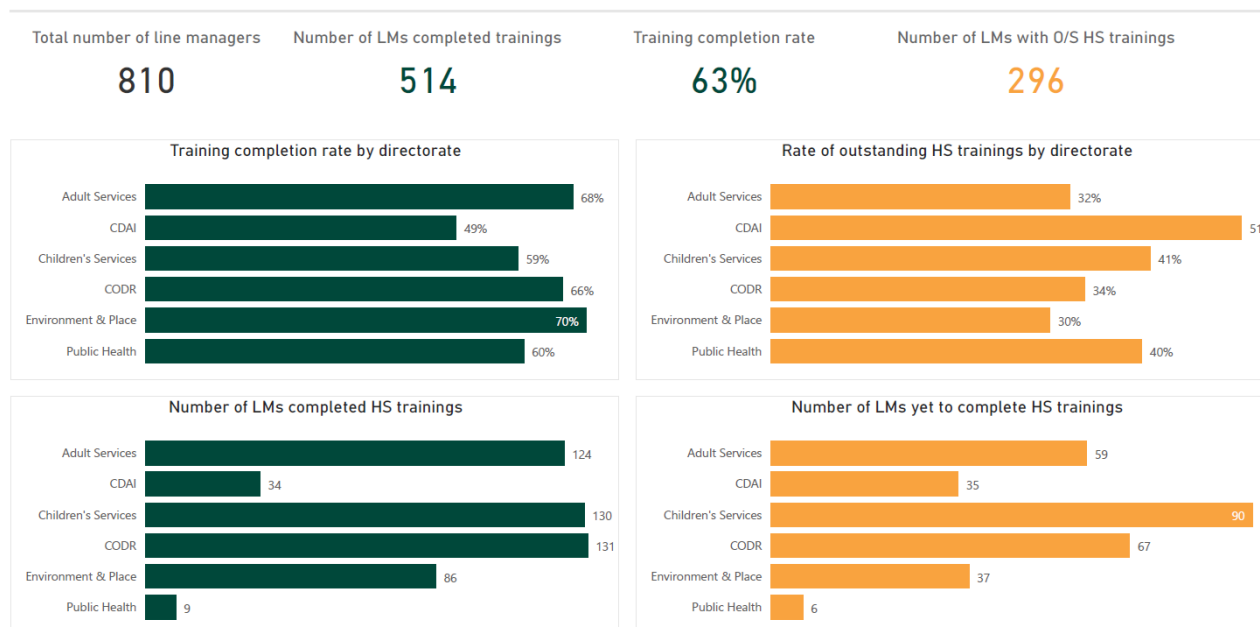 Total number of line managers
Number of LMs completed trainings
Training completion rate
Number of LMs with O/S HS trainings
810
514
63%
296
Training completion rate by directorate
Adult Services 68%
CDAI 49%
Children's Services 59%
CODR 66%
Environment & Place 70%
Public Health 60%
Rate of outstanding HS trainings by directorate
Adult Services 32%
CDAI 51
Children's Services 41%
CODR 34%
Environment & Place 30%
Public Health 40%
Number of LMs completed HS trainings
Adult Services 124
CDAI 34
Children's Services 130
CODR 131
Environment & Place 86
Public Health 9
Number of LMs yet to complete HS trainings
Adult Services 59
CDAI 35
Children's Services 90
CODR 67
Environment & Place 37
Public Health 6